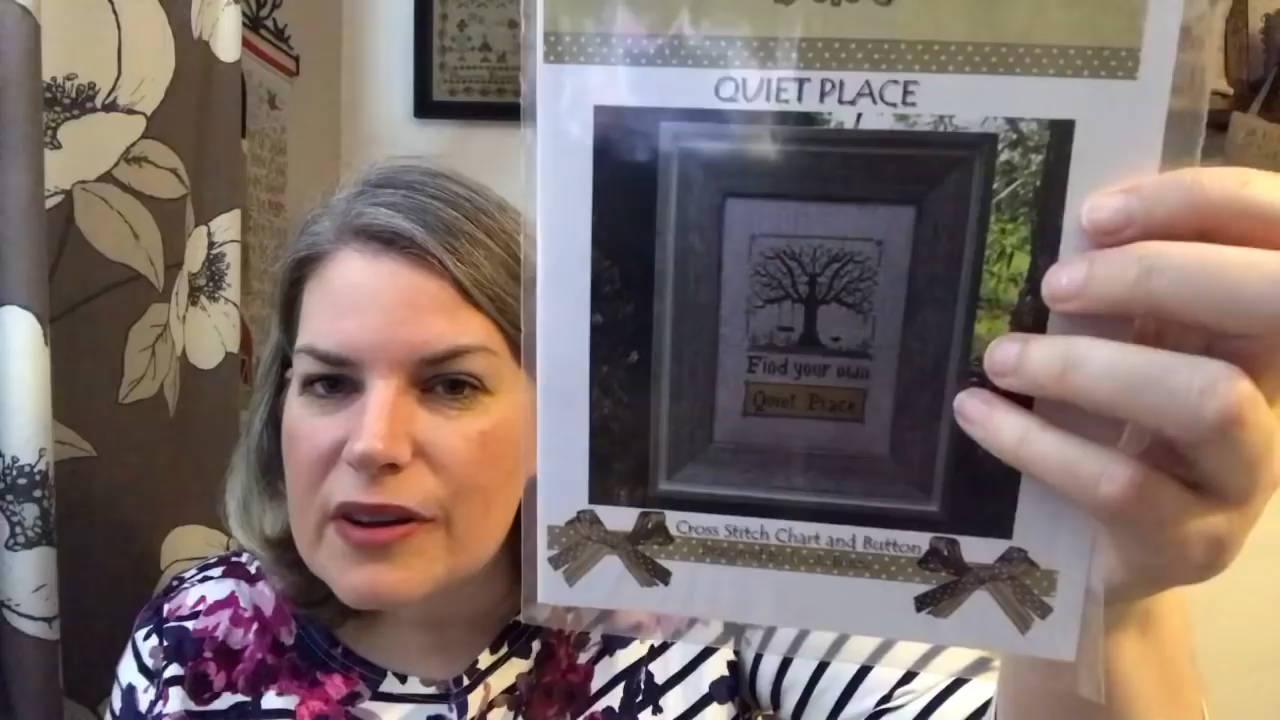 QUIET PLACE
Find your own
Quiet Place
Cross Stitch Chart and Button